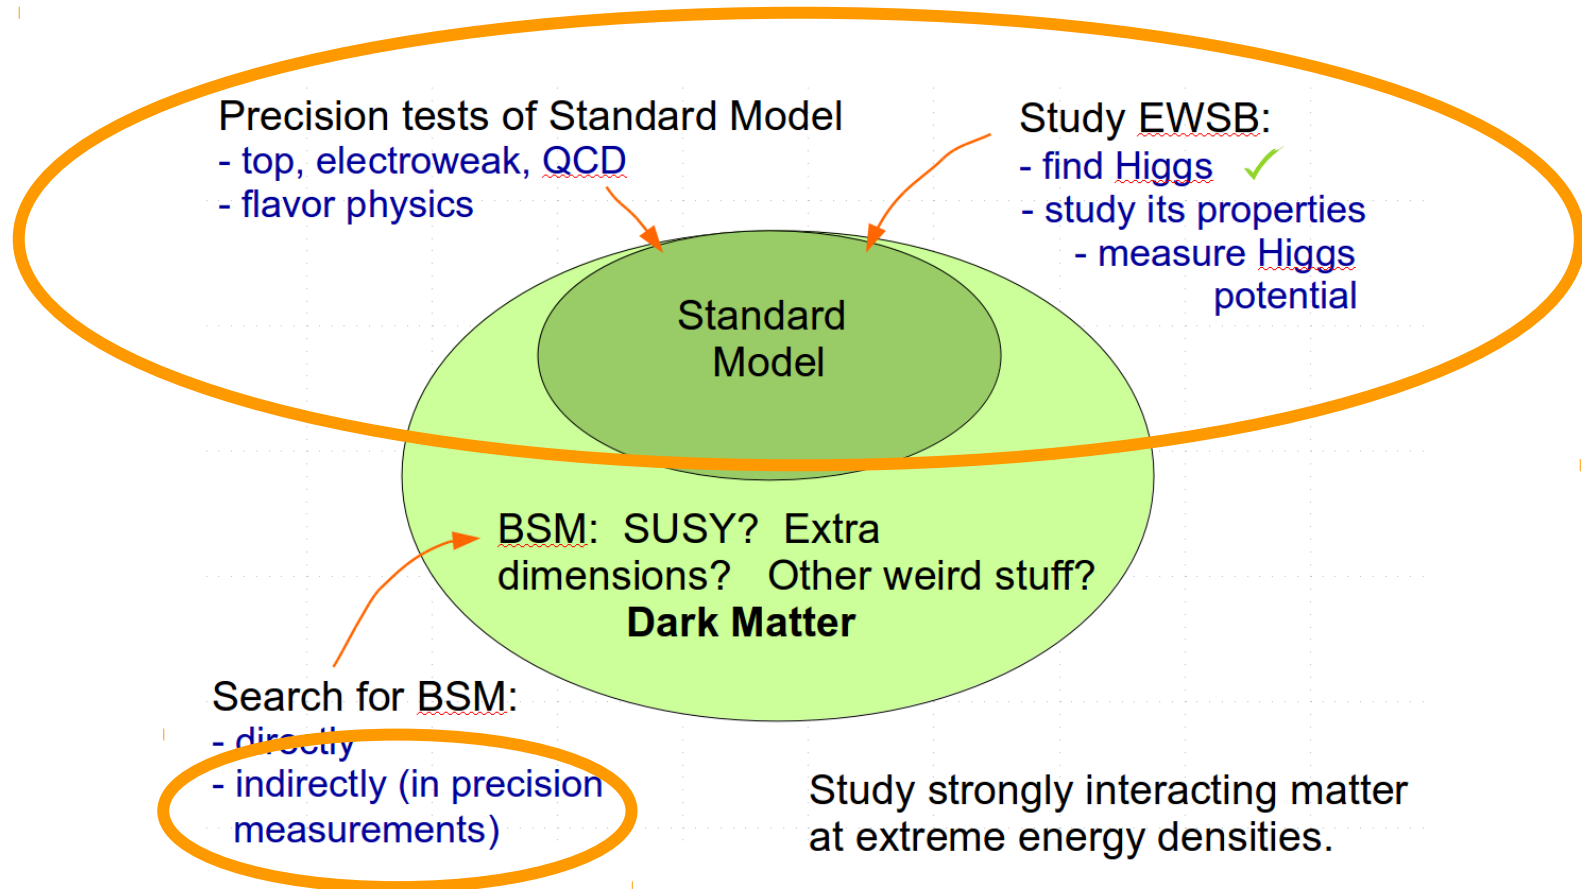 Precision tests of Standard Model
- top, electroweak, QCD
- flavor physics
Study EWSB:
- find Higgs ✓
- study its properties
- measure Higgs
potential
Standard
Model
BSM: SUSY? Extra
dimensions? Other weird stuff?
Dark Matter
Search for BSM:
- directly
- indirectly (in precision
measurements)
Study strongly interacting matter
at extreme energy densities.